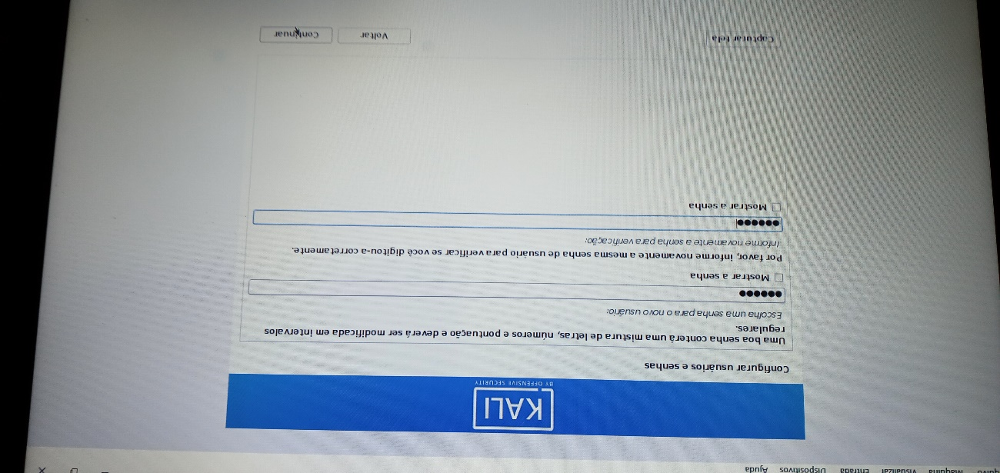 Máquina Visualizar Entrada Dispositivos Ajuda
KALI
BY OFFENSIVE SECURITY
Configurar usuários e senhas
Uma boa senha conterá uma mistura de letras, números e pontuação e deverá ser modificada em intervalos
regulares.
Escolha uma senha para o novo usuário:
●●●●●●
Mostrar a senha
Por favor, informe novamente a mesma senha de usuário para verificar se você digitou-a corretamente.
Informe novamente a senha para verificação:
●●●●●●
Mostrar a senha
Capturar tela Voltar Continuar